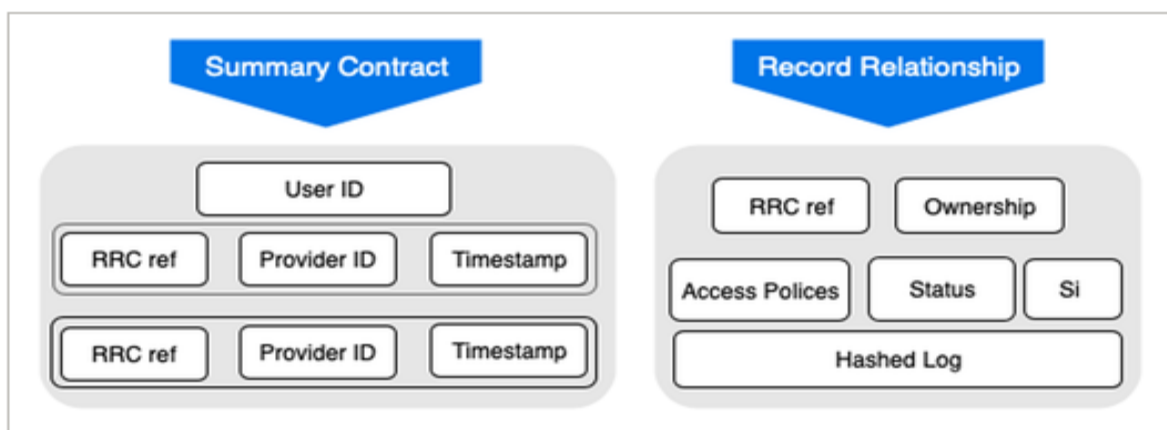 Summary Contract
User ID
RRC ref Provider ID Timestamp
RRC ref Provider ID Timestamp
Record Relationship
RRC ref Ownership
Access Polices Status Si
Hashed Log